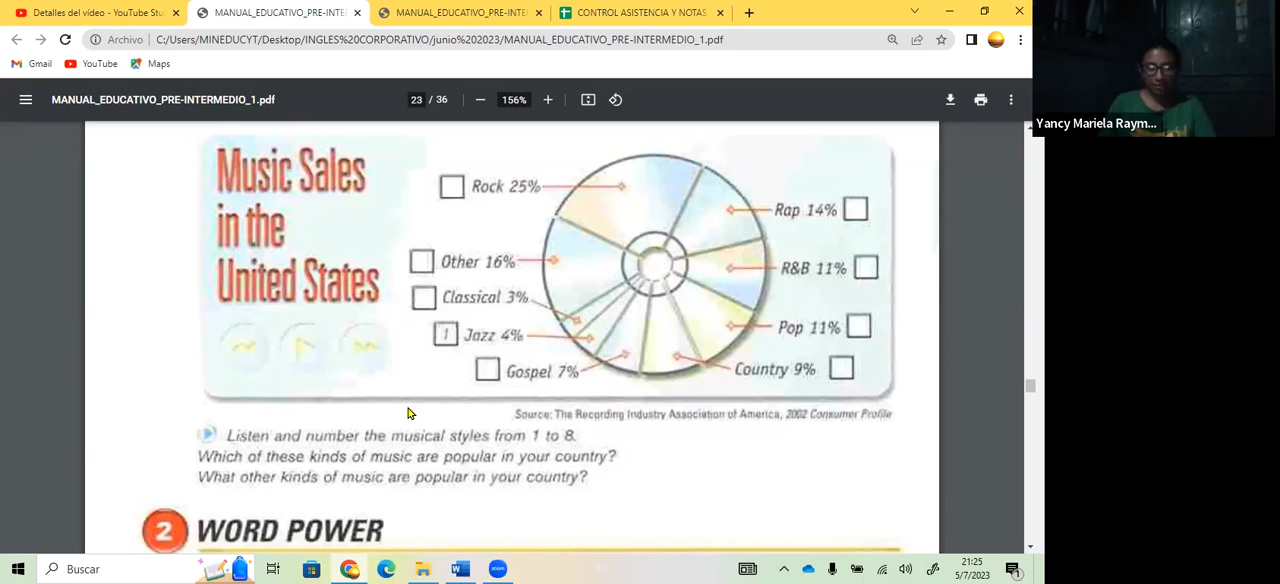 Detalles del vídeo - YouTube Stu
MANUAL_EDUCATIVO_PRE-INTERI
MANUAL_EDUCATIVO_PRE-INTE
CONTROL ASISTENCIA Y NOTAS
Archivo
C:/Users/MINEDUCYT/Desktop/INGLES%20CORPORATIVO/junio%202023/MANUAL_EDUCATIVO_PRE-INTERMEDIO_1.pdf
Gmail
YouTube
Maps
MANUAL_EDUCATIVO_PRE-INTERMEDIO_1.pdf
23 / 36
156%
Yancy Mariela Raym...
Music Sales
in the
United States
Rock 25%
Other 16%
Classical 3%
1 Jazz 4%
Gospel 7%
Rap 14%
R&B 11%
Pop 11%
Country 9%
Source: The Recording Industry Association of America, 2002 Consumer Profile
Listen and number the musical styles from 1 to 8.
Which of these kinds of music are popular in your country?
What other kinds of music are popular in your country?
2 WORD POWER
Buscar
zoom
21:25
5/7/2023
1